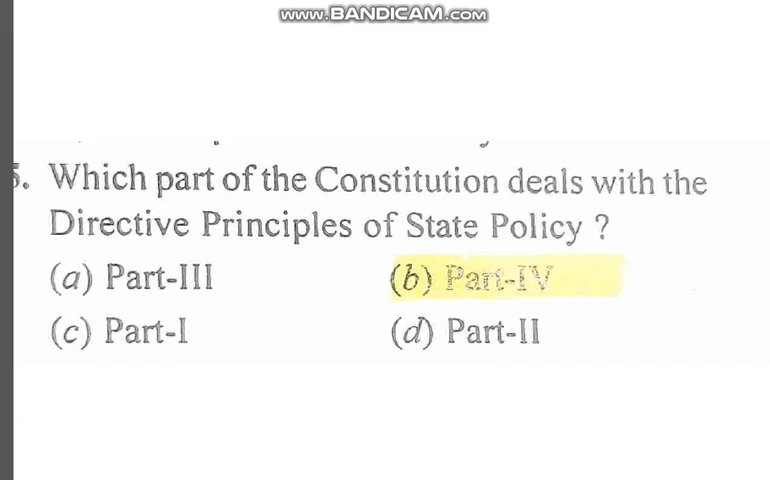 www.BANDICAM.com
5. Which part of the Constitution deals with the
Directive Principles of State Policy ?
(a) Part-III (b) Part-IV
(c) Part-I (d) Part-II